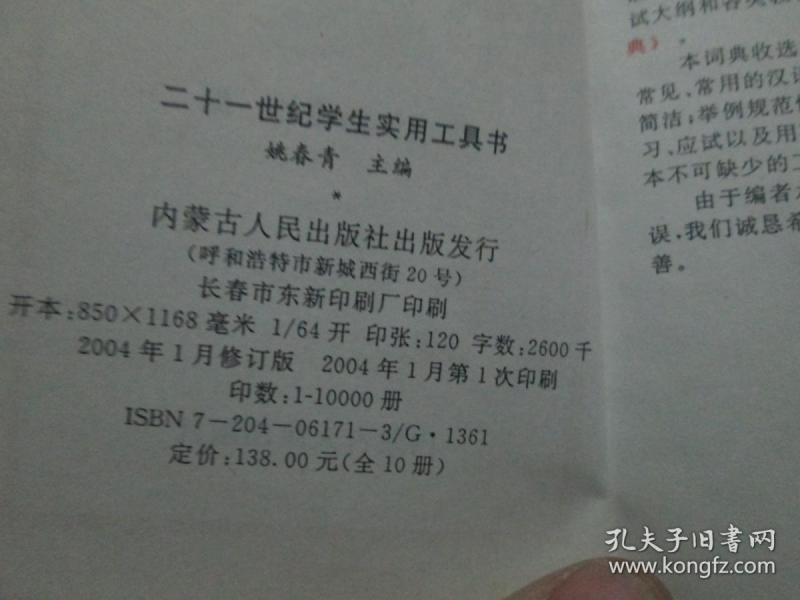 二十一世纪学生实用工具书
姚春青 主编
*
内蒙古人民出版社出版发行
(呼和浩特市新城西街20号)
长春市东新印刷厂印刷
开本:850×1168毫米 1/64开 印张:120 字数:2600千
2004年1月修订版 2004年1月第1次印刷
印数:1-10000册
ISBN 7-204-06171-3/G·1361
定价:138.00元(全10册)
试大纲和各类
典》。
本词典收选
常见、常用的汉
简洁;举例规范
习、应试以及用
本不可缺少的
由于编者
误,我们诚恳希
善。
孔夫子旧书网
www.kongfz.com